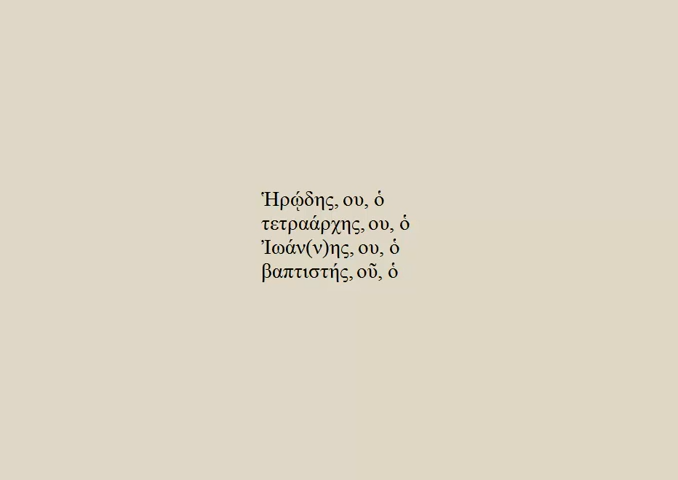 Ἡρῴδης, ου, ὁ
τετραάρχης, ου, ὁ
Ἰωάν(ν)ης, ου, ὁ
βαπτιστής, οῦ, ὁ